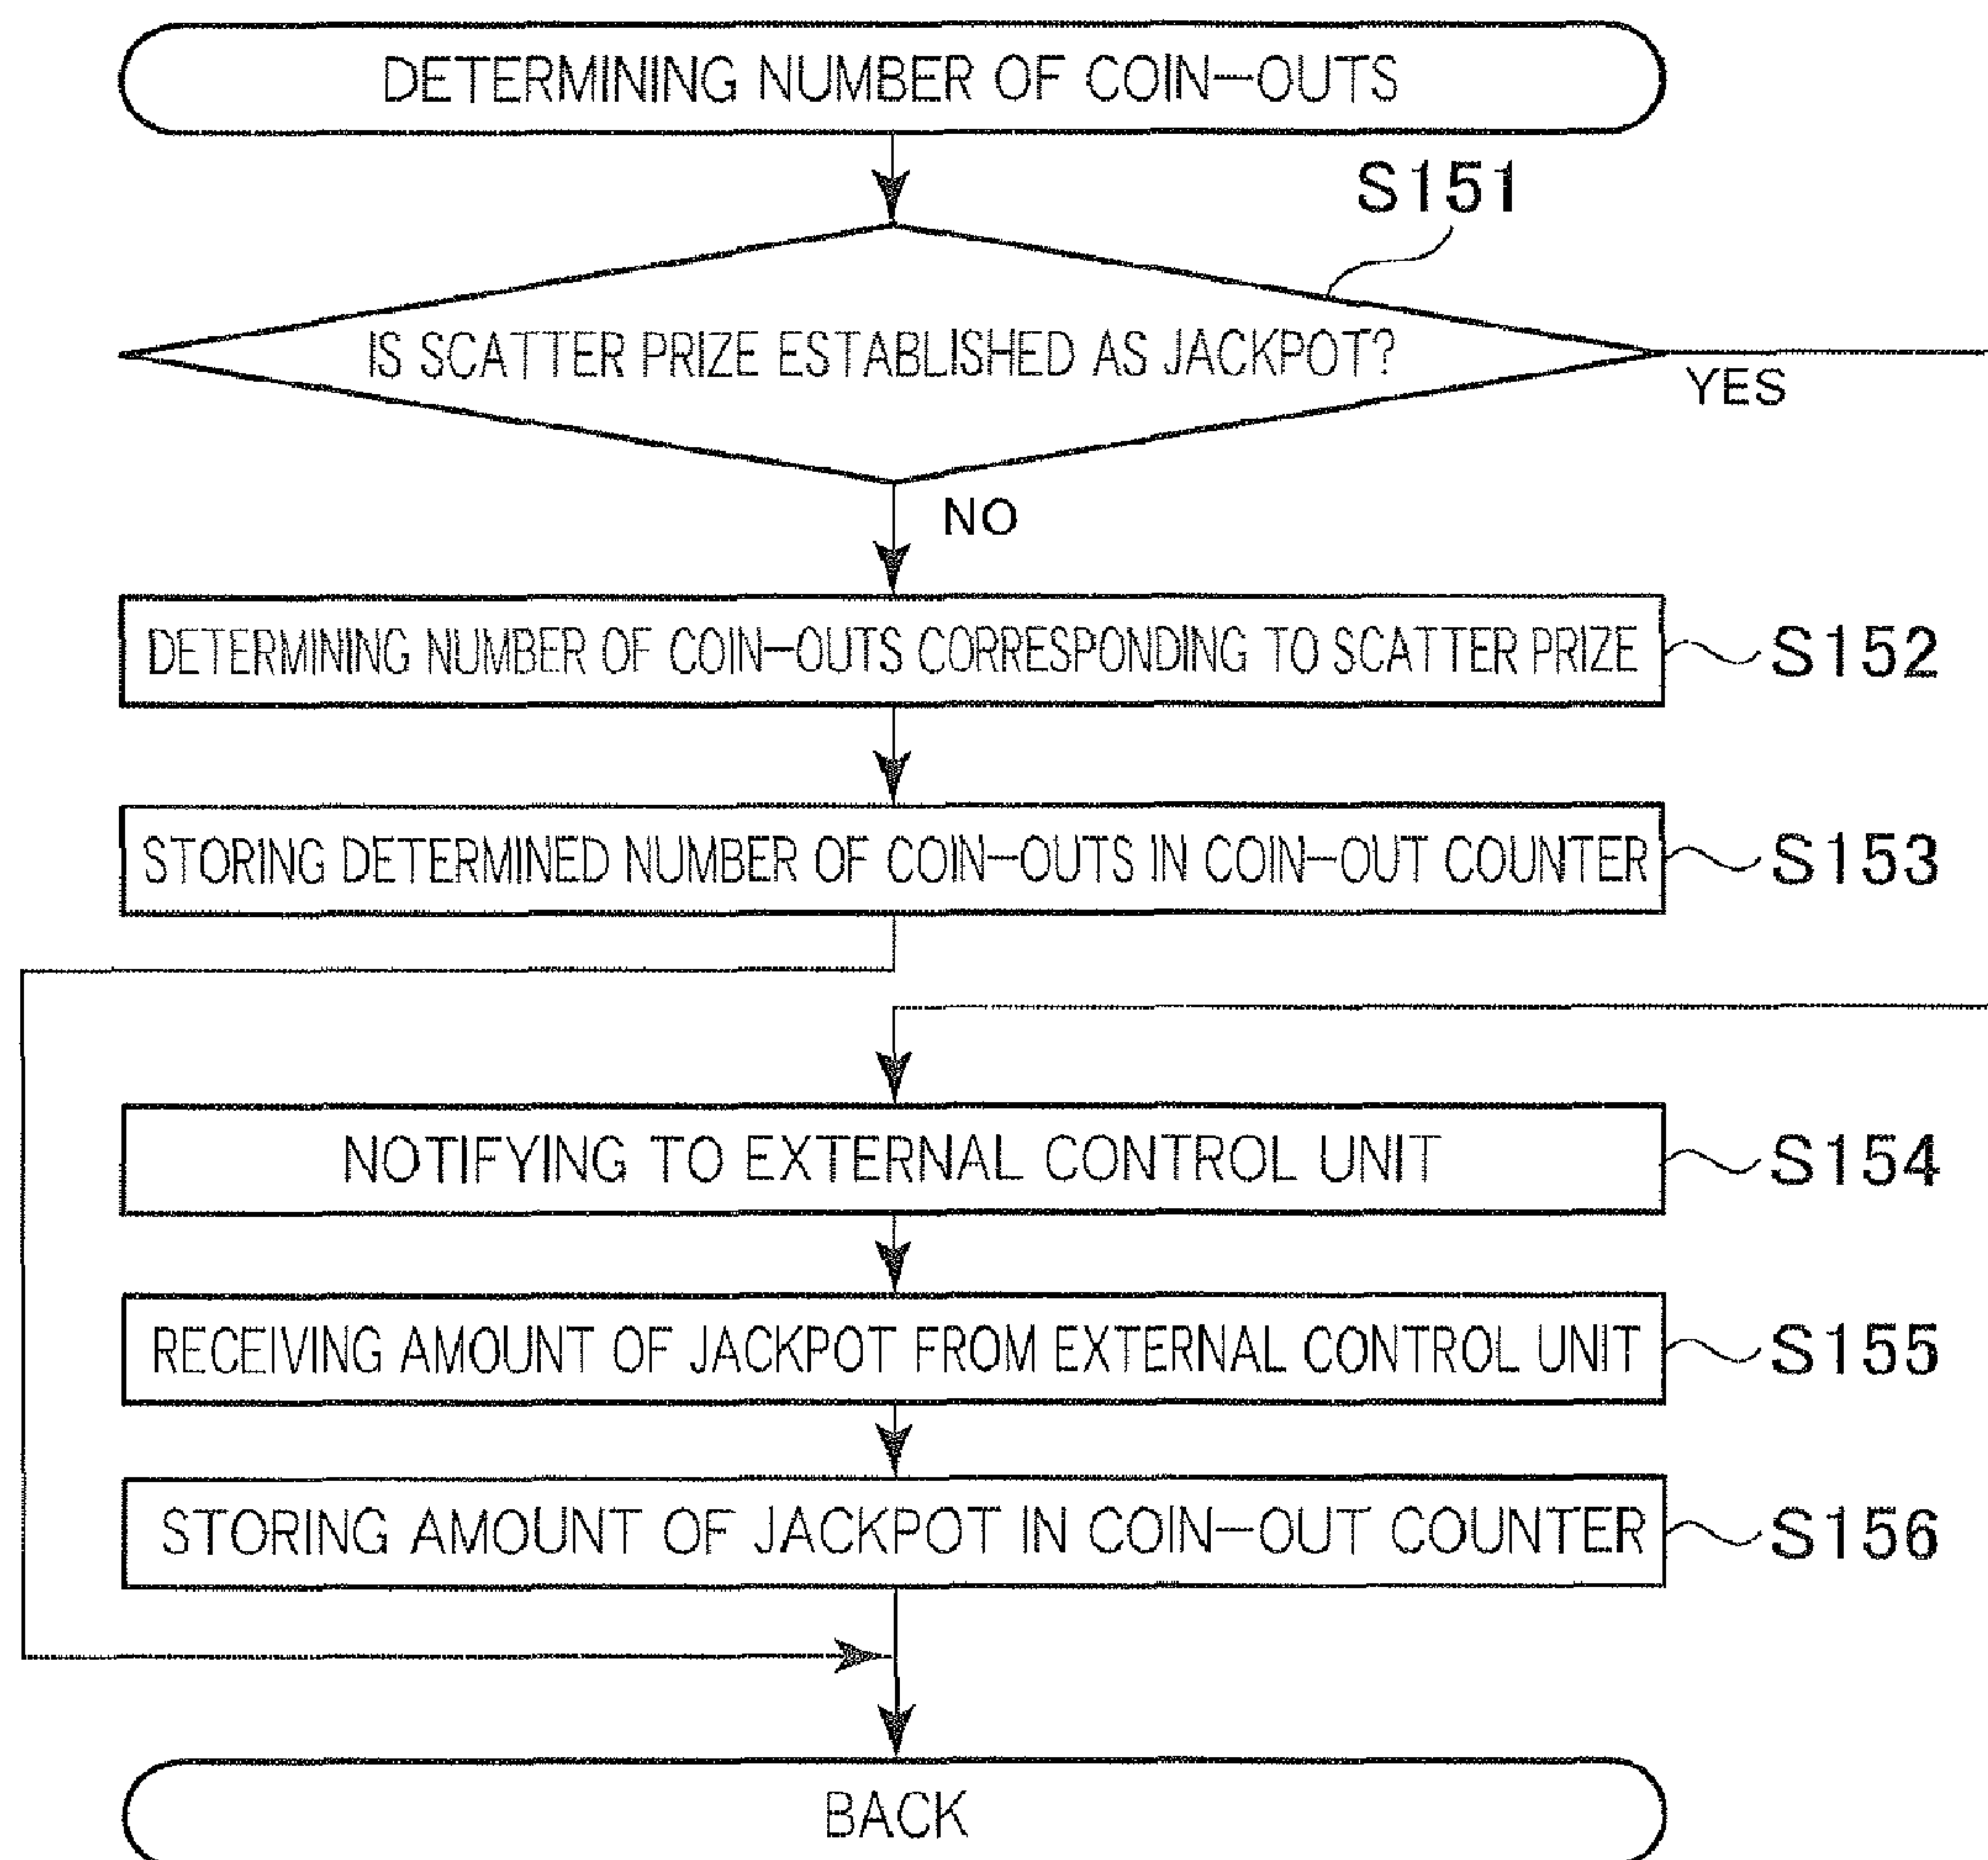 DETERMINING NUMBER OF COIN-OUTS
S151
IS SCATTER PRIZE ESTABLISHED AS JACKPOT?
YES
NO
DETERMINING NUMBER OF COIN-OUTS CORRESPONDING TO SCATTER PRIZE
S152
STORING DETERMINED NUMBER OF COIN-OUTS IN COIN-OUT COUNTER
S153
NOTIFYING TO EXTERNAL CONTROL UNIT
S154
RECEIVING AMOUNT OF JACKPOT FROM EXTERNAL CONTROL UNIT
S155
STORING AMOUNT OF JACKPOT IN COIN-OUT COUNTER
S156
BACK